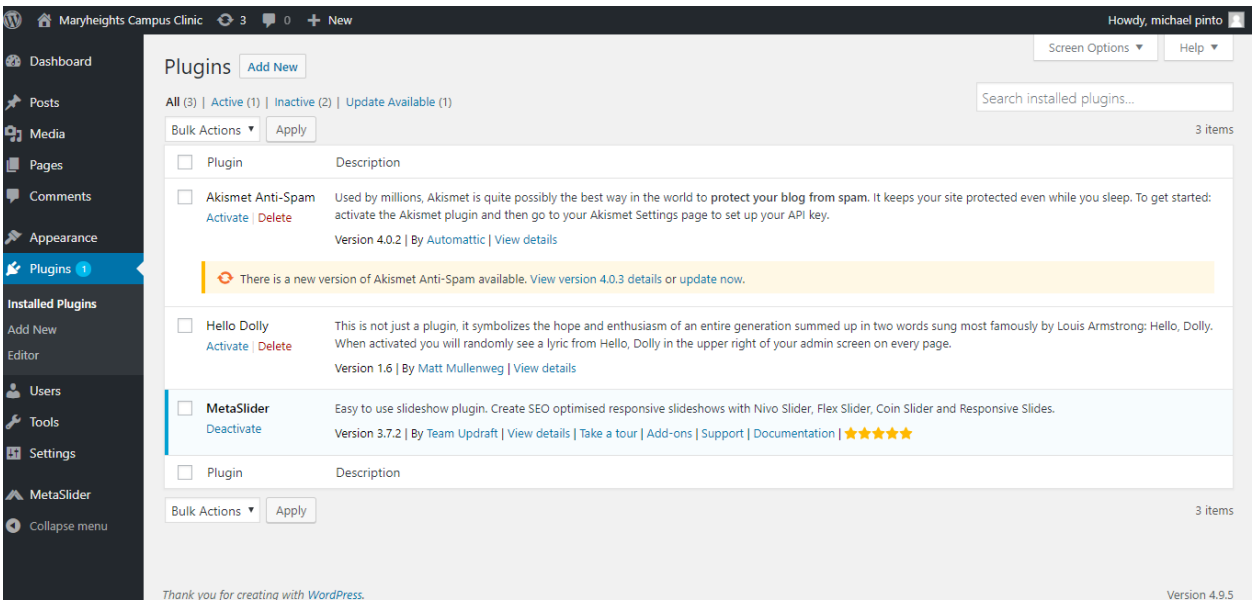 Maryheights Campus Clinic 3 0 + New Howdy, michael pinto
Screen Options ▼ Help ▼
Dashboard
Posts
Media
Pages
Comments
Appearance
Plugins 1
Installed Plugins
Add New
Editor
Users
Tools
Settings
MetaSlider
Collapse menu
Plugins Add New
All (3) | Active (1) | Inactive (2) | Update Available (1)
Search installed plugins...
Bulk Actions ▼ Apply 3 items
Plugin Description
Akismet Anti-Spam
Activate | Delete
Used by millions, Akismet is quite possibly the best way in the world to protect your blog from spam. It keeps your site protected even while you sleep. To get started:
activate the Akismet plugin and then go to your Akismet Settings page to set up your API key.
Version 4.0.2 | By Automattic | View details
There is a new version of Akismet Anti-Spam available. View version 4.0.3 details or update now.
Hello Dolly
Activate | Delete
This is not just a plugin, it symbolizes the hope and enthusiasm of an entire generation summed up in two words sung most famously by Louis Armstrong: Hello, Dolly.
When activated you will randomly see a lyric from Hello, Dolly in the upper right of your admin screen on every page.
Version 1.6 | By Matt Mullenweg | View details
MetaSlider
Deactivate
Easy to use slideshow plugin. Create SEO optimised responsive slideshows with Nivo Slider, Flex Slider, Coin Slider and Responsive Slides.
Version 3.7.2 | By Team Updraft | View details | Take a tour | Add-ons | Support | Documentation | ★★★★★
Plugin Description
Bulk Actions ▼ Apply 3 items
Thank you for creating with WordPress. Version 4.9.5